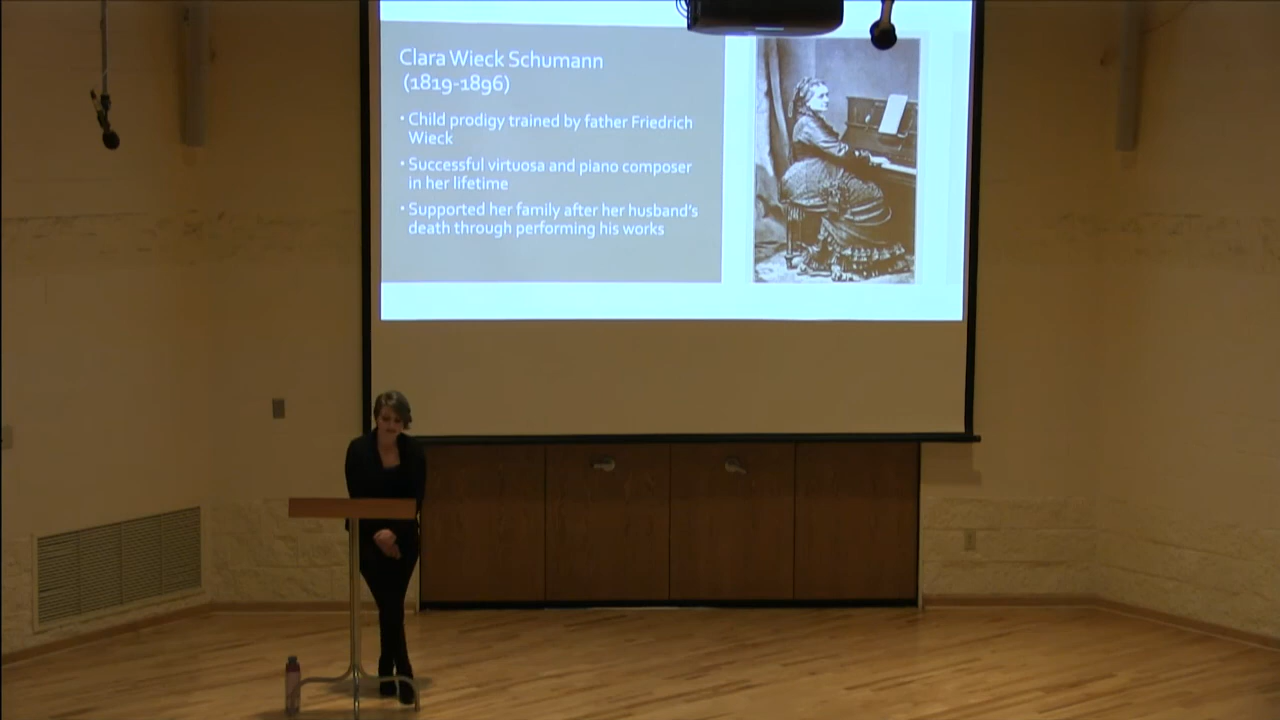 Clara Wieck Schumann
(1819-1896)
• Child prodigy trained by father Friedrich
Wieck
• Successful virtuosa and piano composer
in her lifetime
• Supported her family after her husband's
death through performing his works